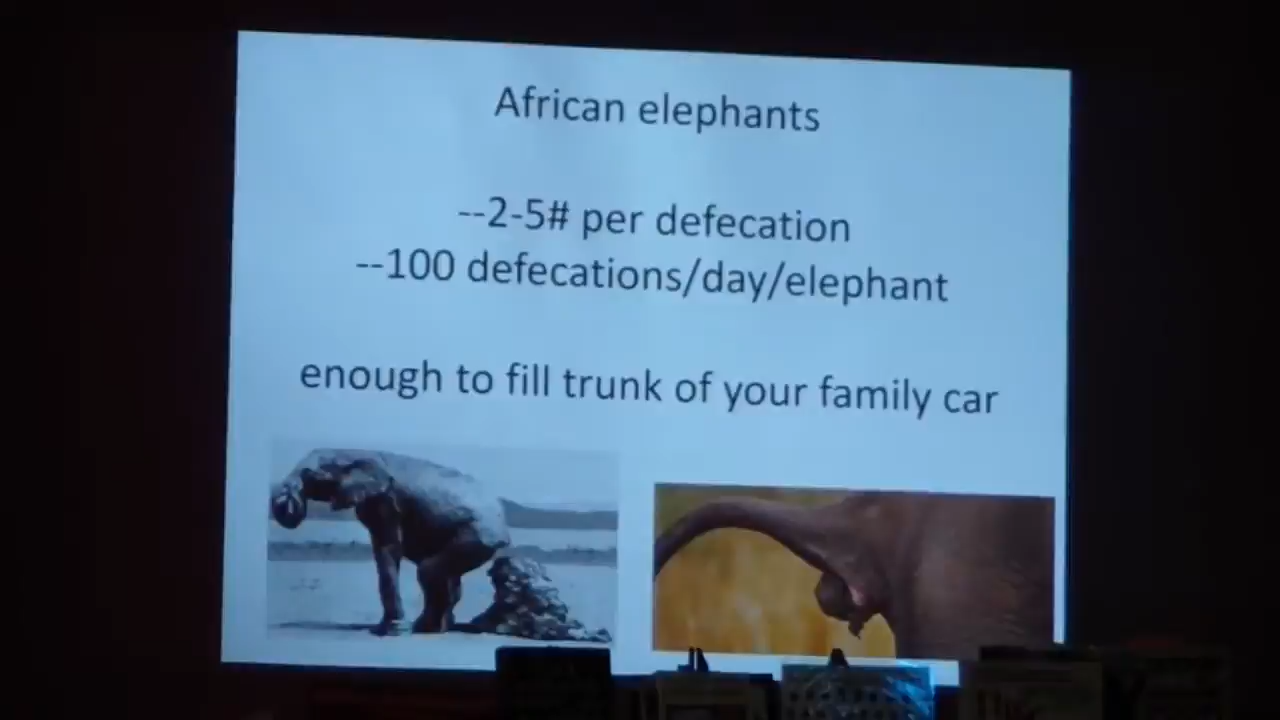 African elephants
--2-5# per defecation
--100 defecations/day/elephant
enough to fill trunk of your family car